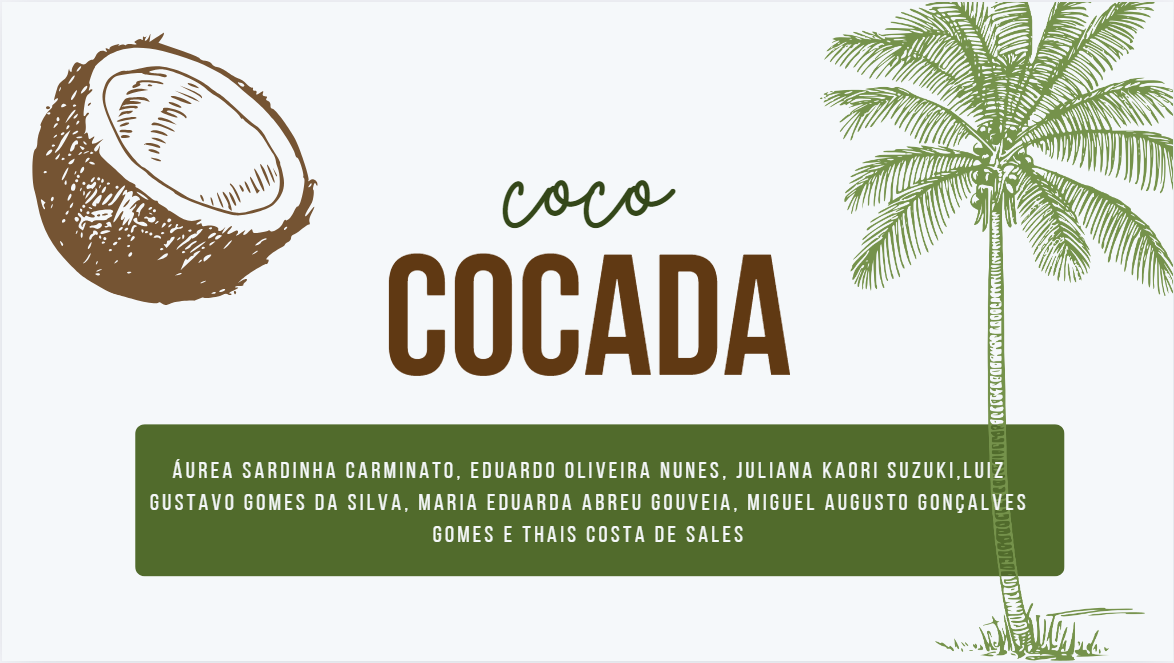 coco
COCADA
ÁUREA SARDINHA CARMINATO, EDUARDO OLIVEIRA NUNES, JULIANA KAORI SUZUKI,LUIZ
GUSTAVO GOMES DA SILVA, MARIA EDUARDA ABREU GOUVEIA, MIGUEL AUGUSTO GONÇALVES
GOMES E THAIS COSTA DE SALES